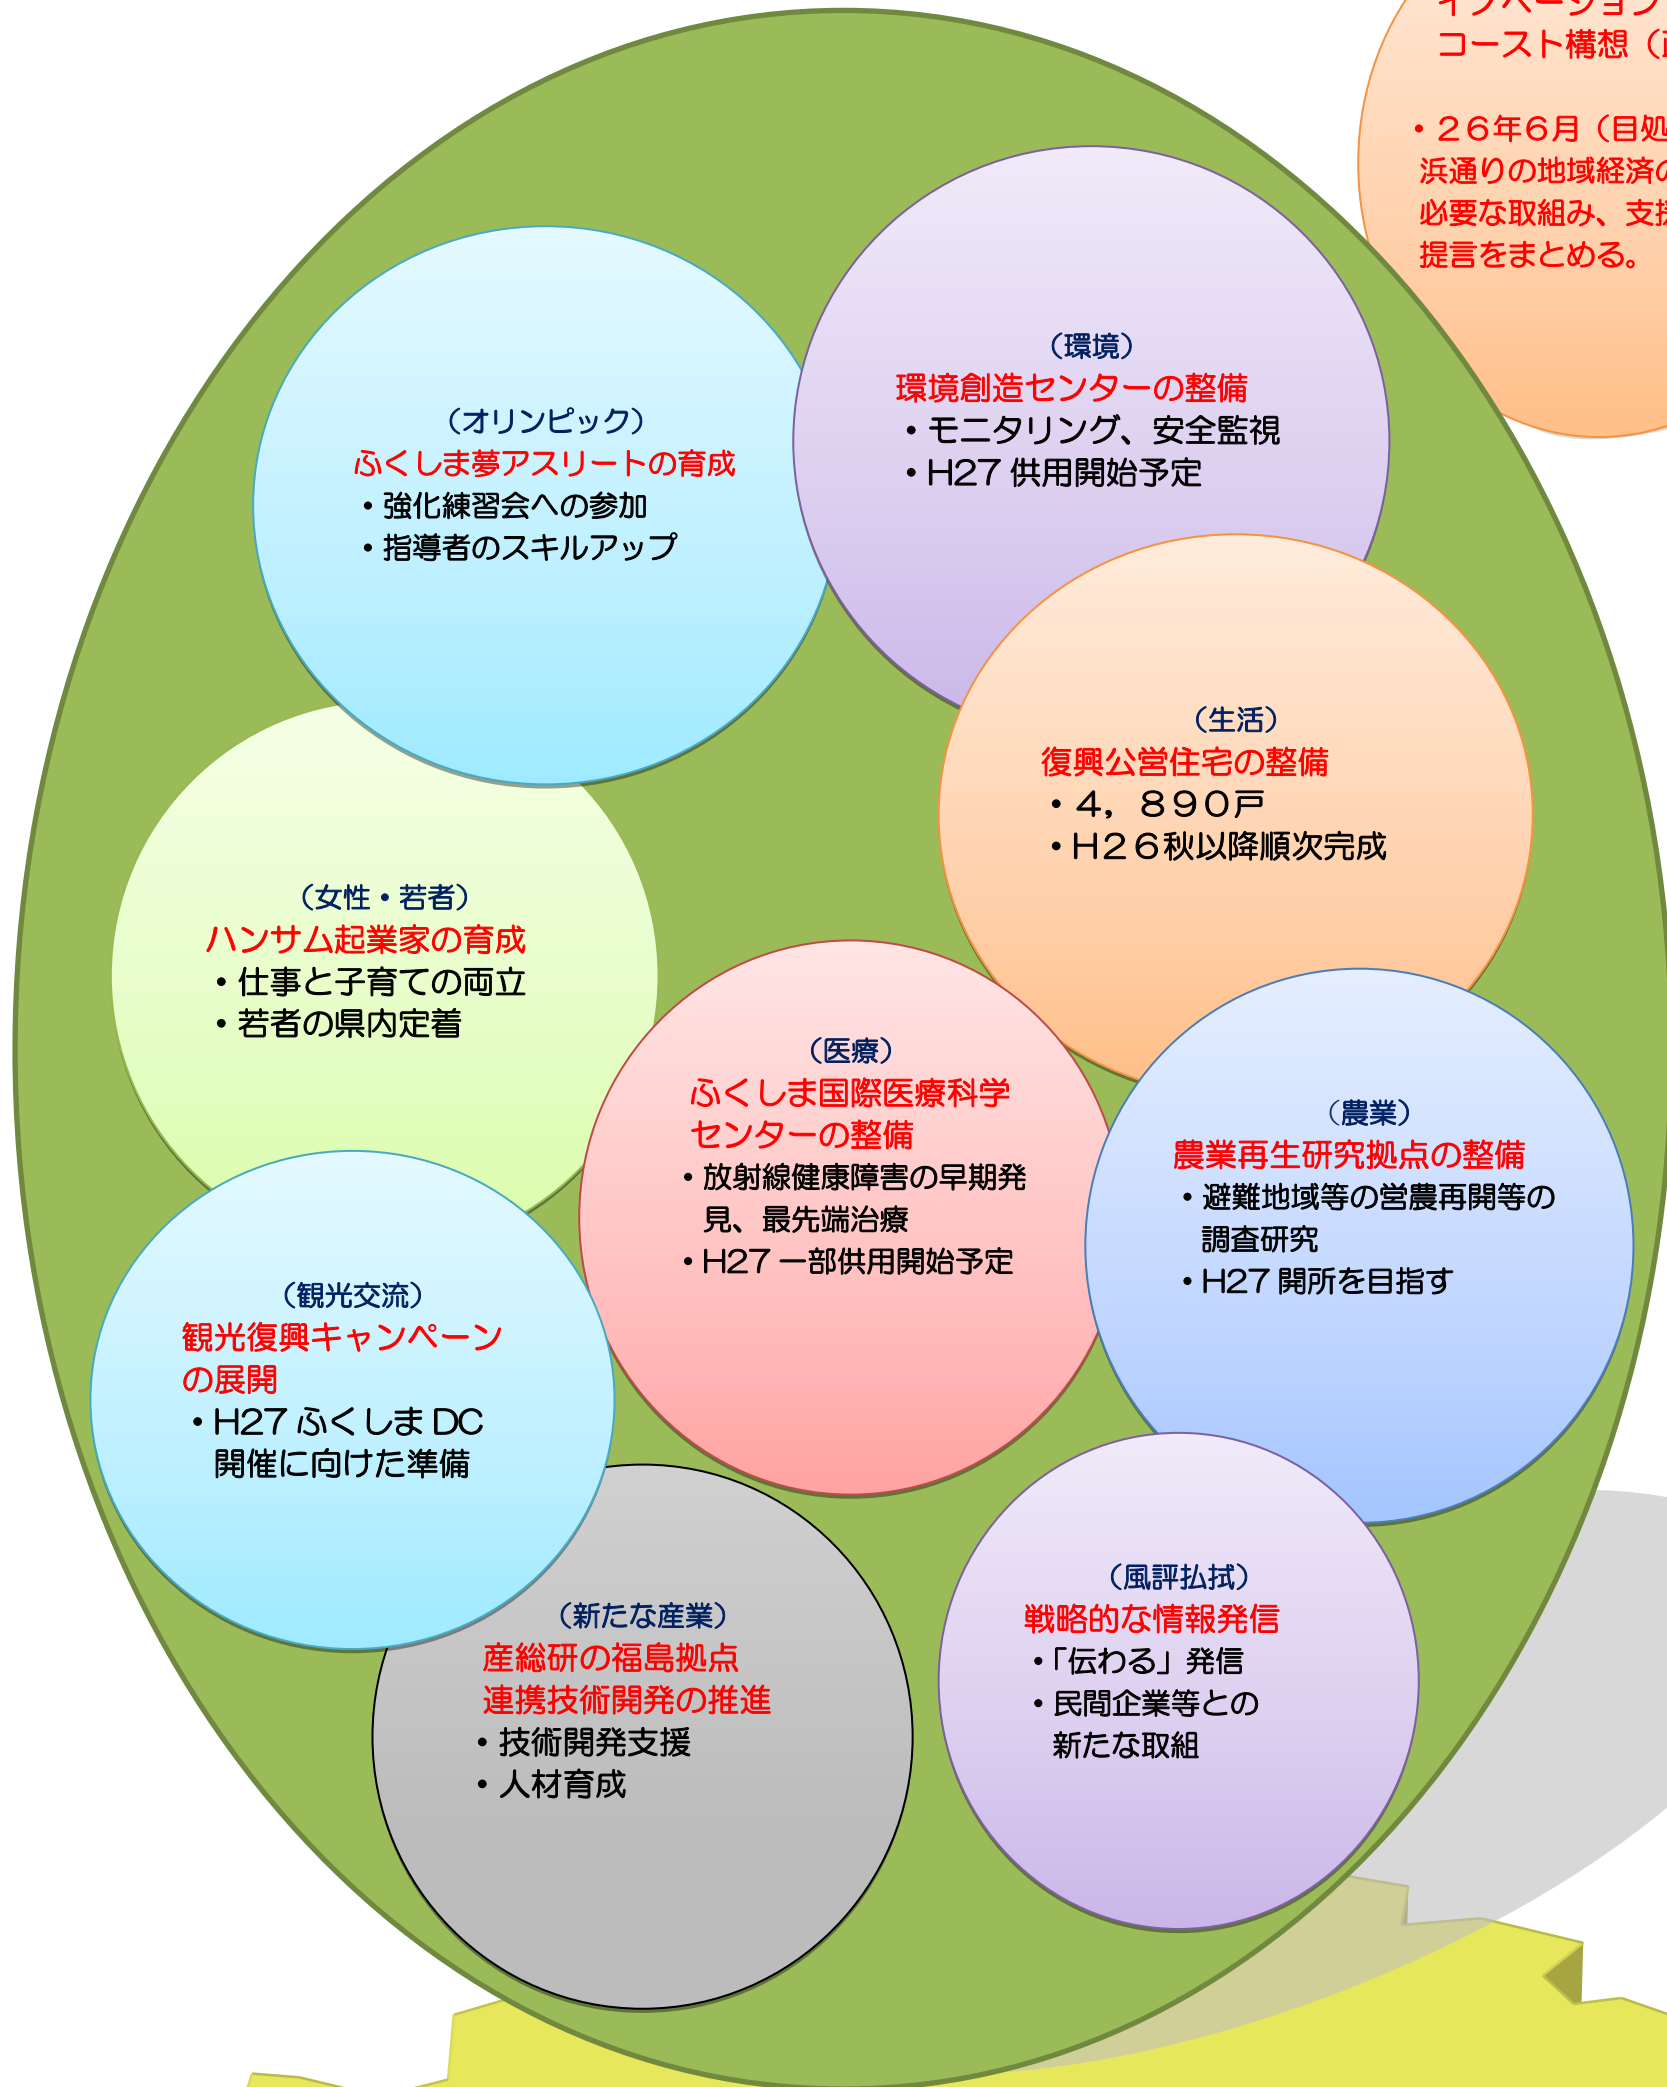 イノベーション
コースト構想（
・２６年６月（目処
浜通りの地域経済の
必要な取組み、支援
提言をまとめる。
（環境）
環境創造センターの整備
・モニタリング、安全監視
・H27 供用開始予定
（オリンピック）
ふくしま夢アスリートの育成
・強化練習会への参加
・指導者のスキルアップ
（生活）
復興公営住宅の整備
・４，８９０戸
・H２６秋以降順次完成
（女性・若者）
ハンサム起業家の育成
・仕事と子育ての両立
・若者の県内定着
（医療）
ふくしま国際医療科学
センターの整備
・放射線健康障害の早期発
見、最先端治療
・H27 一部供用開始予定
（農業）
農業再生研究拠点の整備
・避難地域等の営農再開等の
調査研究
・H27 開所を目指す
（観光交流）
観光復興キャンペーン
の展開
・H27 ふくしま DC
開催に向けた準備
（新たな産業）
産総研の福島拠点
連携技術開発の推進
・技術開発支援
・人材育成
（風評払拭）
戦略的な情報発信
・「伝わる」発信
・民間企業等との
新たな取組